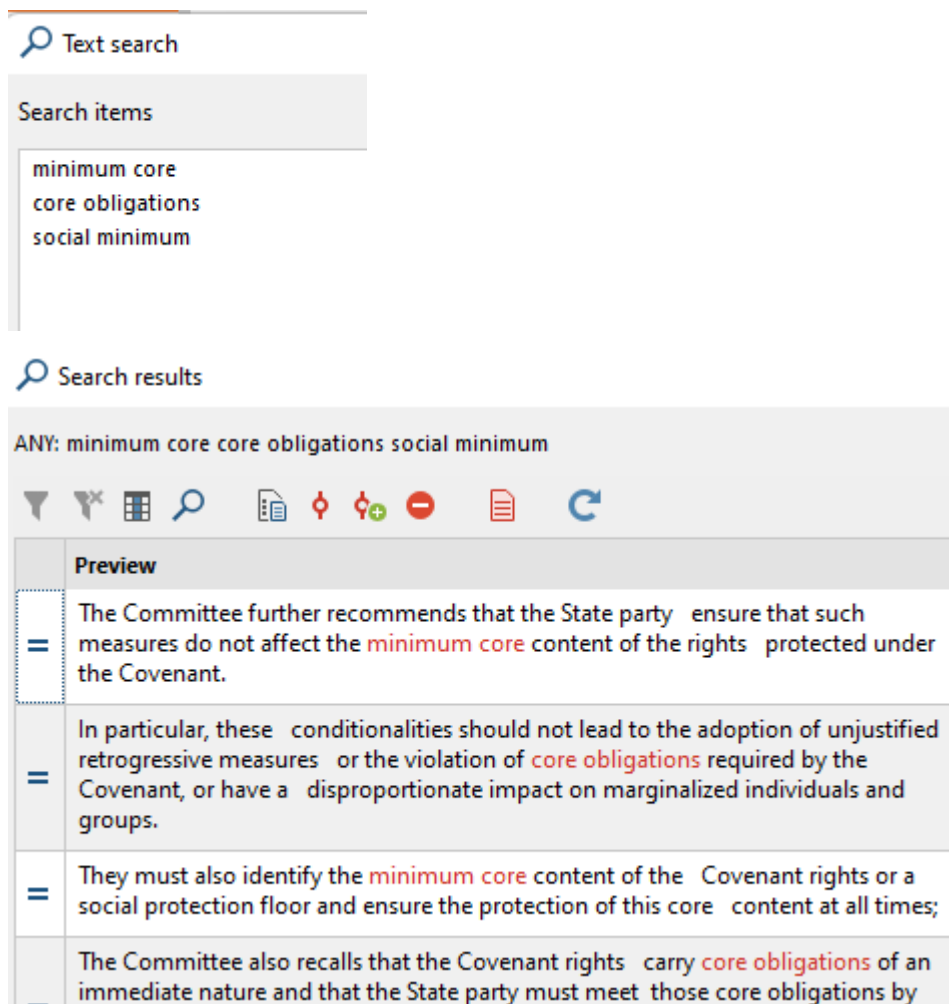 Text search
Search items
minimum core
core obligations
social minimum
Search results
ANY: minimum core core obligations social minimum
Preview
The Committee further recommends that the State party   ensure that such
measures do not affect the minimum core content of the rights   protected under
the Covenant.
In particular, these   conditionalities should not lead to the adoption of unjustified
retrogressive measures   or the violation of core obligations required by the
Covenant, or have a   disproportionate impact on marginalized individuals and
groups.
They must also identify the minimum core content of the   Covenant rights or a
social protection floor and ensure the protection of this core   content at all times;
The Committee also recalls that the Covenant rights   carry core obligations of an
immediate nature and that the State party must meet  those core obligations by